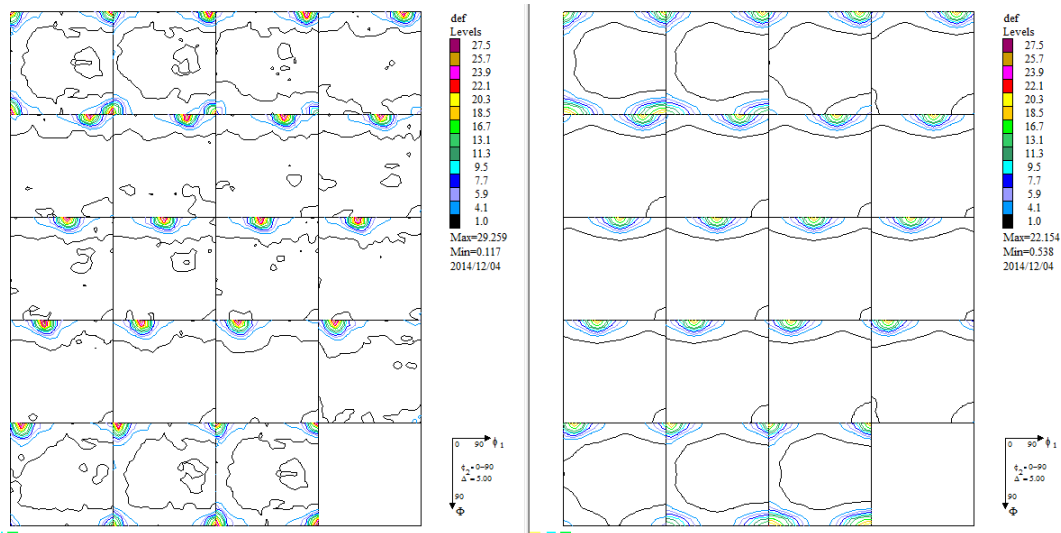 def
Levels
27.5
25.7
23.9
22.1
20.3
18.5
16.7
13.1
11.3
9.5
7.7
5.9
4.1
1.0
Max=29.259
Min=0.117
2014/12/04
0 90 ϕ1
ϕ2=0-90
Δ=5.00
90
Φ
def
Levels
27.5
25.7
23.9
22.1
20.3
18.5
16.7
13.1
11.3
9.5
7.7
5.9
4.1
1.0
Max=22.154
Min=0.538
2014/12/04
0 90 ϕ1
ϕ2=0-90
Δ=5.00
90
Φ